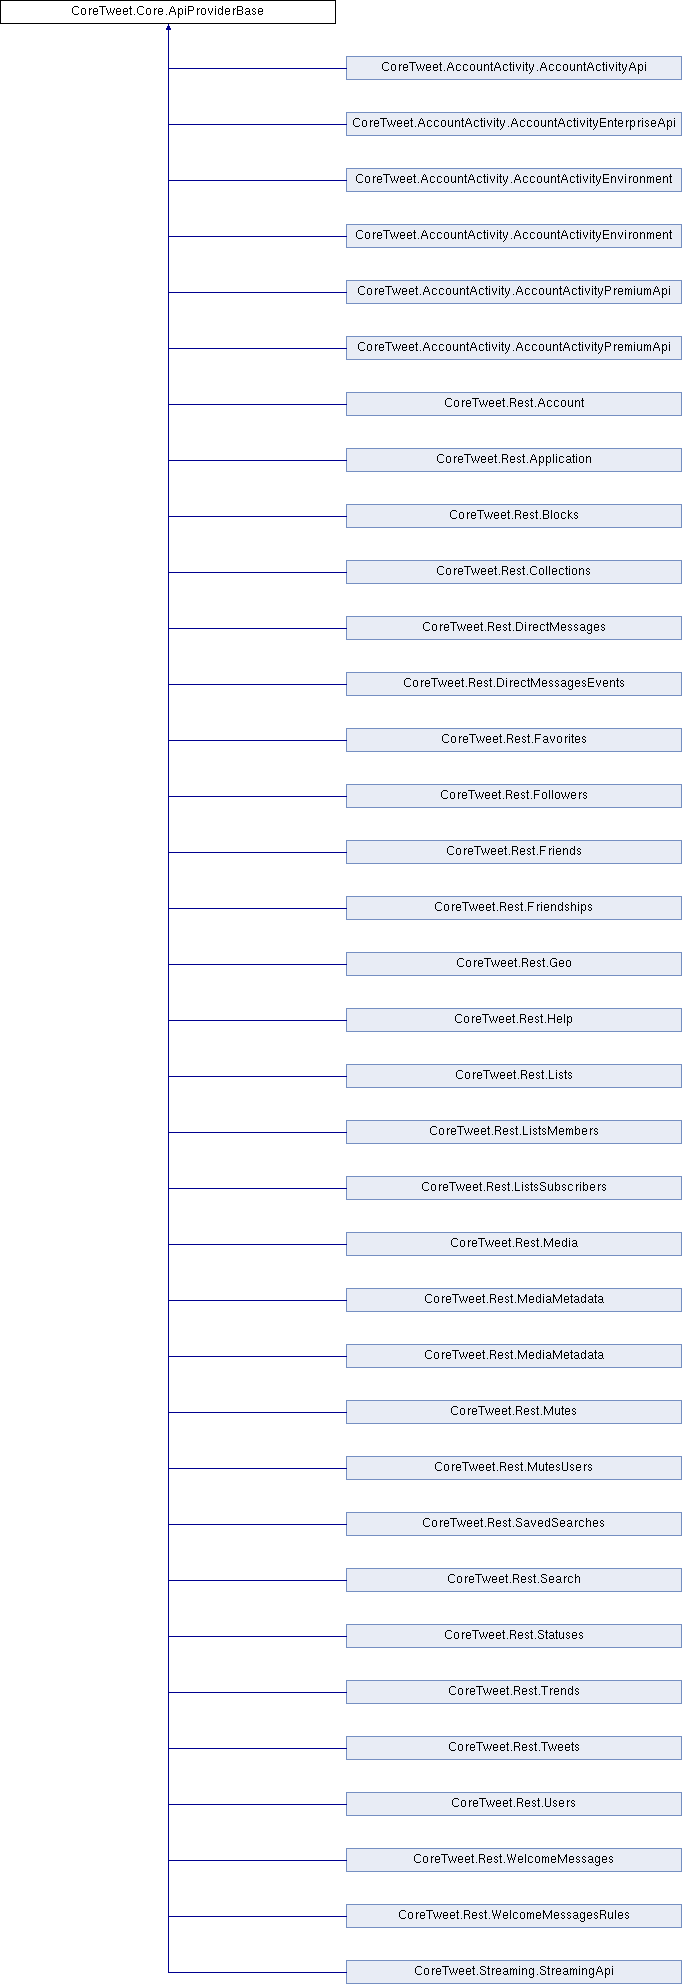 CoreTweet.Core.ApiProviderBase
CoreTweet.AccountActivity.AccountActivityApi
CoreTweet.AccountActivity.AccountActivityEnterpriseApi
CoreTweet.AccountActivity.AccountActivityEnvironment
CoreTweet.AccountActivity.AccountActivityEnvironment
CoreTweet.AccountActivity.AccountActivityPremiumApi
CoreTweet.AccountActivity.AccountActivityPremiumApi
CoreTweet.Rest.Account
CoreTweet.Rest.Application
CoreTweet.Rest.Blocks
CoreTweet.Rest.Collections
CoreTweet.Rest.DirectMessages
CoreTweet.Rest.DirectMessagesEvents
CoreTweet.Rest.Favorites
CoreTweet.Rest.Followers
CoreTweet.Rest.Friends
CoreTweet.Rest.Friendships
CoreTweet.Rest.Geo
CoreTweet.Rest.Help
CoreTweet.Rest.Lists
CoreTweet.Rest.ListsMembers
CoreTweet.Rest.ListsSubscribers
CoreTweet.Rest.Media
CoreTweet.Rest.MediaMetadata
CoreTweet.Rest.MediaMetadata
CoreTweet.Rest.Mutes
CoreTweet.Rest.MutesUsers
CoreTweet.Rest.SavedSearches
CoreTweet.Rest.Search
CoreTweet.Rest.Statuses
CoreTweet.Rest.Trends
CoreTweet.Rest.Tweets
CoreTweet.Rest.Users
CoreTweet.Rest.WelcomeMessages
CoreTweet.Rest.WelcomeMessagesRules
CoreTweet.Streaming.StreamingApi